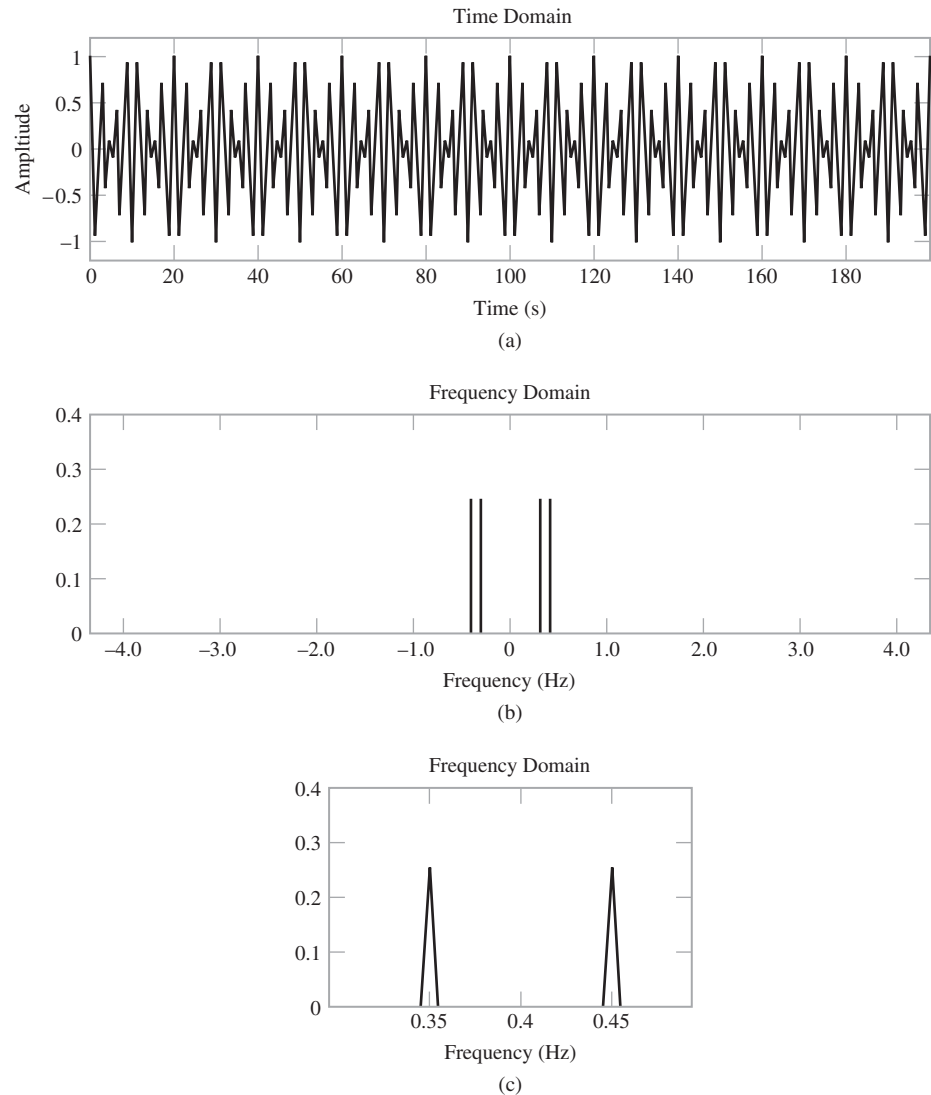 Time Domain
1
0.5
0
–0.5
–1
Ampltiude
0 20 40 60 80 100 120 140 160 180
Time (s)
(a)
Frequency Domain
0.4
0.3
0.2
0.1
0
–4.0 –3.0 –2.0 –1.0 0 1.0 2.0 3.0 4.0
Frequency (Hz)
(b)
Frequency Domain
0.4
0.3
0.2
0.1
0
0.35 0.4 0.45
Frequency (Hz)
(c)